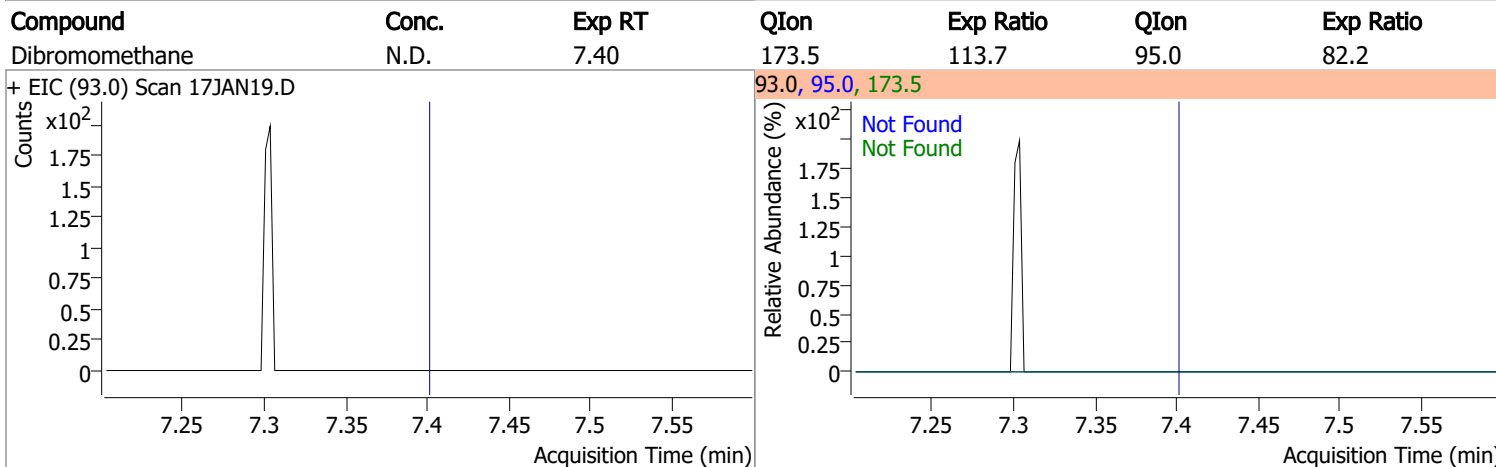 Compound Conc. Exp RT QIon Exp Ratio QIon Exp Ratio
Dibromomethane N.D. 7.40 173.5 113.7 95.0 82.2
+ EIC (93.0) Scan 17JAN19.D
Counts
x10²
1.75
1.5
1.25
1
0.75
0.5
0.25
0
7.25 7.3 7.35 7.4 7.45 7.5 7.55
Acquisition Time (min)
93.0, 95.0, 173.5
Relative Abundance (%)
x10²
Not Found
Not Found
1.75
1.5
1.25
1
0.75
0.5
0.25
0
7.25 7.3 7.35 7.4 7.45 7.5 7.55
Acquisition Time (min)